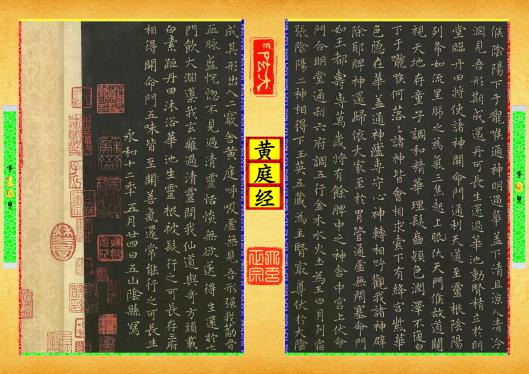 喉陰陽下于龍喉通神明過華蓋下清且涼入清泠
淵見吾形期成還丹可長生還過華池動腎精立於明
堂臨丹田將使諸神開命門通利天道至靈根陰陽
列布如流星肺之為氣三焦起上服伏天門候故道闚
視天地存童子調和精華理髮齒顏色潤澤不復白
下于嚨喉何落落諸神皆會相求索下有絳宮紫華
色隱在華蓋通神廬專守心神轉相呼觀我諸神辟
除耶脾神還歸依大家至於胃管通虛無閉塞命門
如玉都壽專萬歲將有餘脾中之神舍中宮上伏命
門合明堂通利六府調五行金木水火土為王日月列宿
張陰陽二神相得下玉英五藏為主腎最尊伏於大陰
黄庭经
成其形出入二竅舍黃庭呼吸虛無見吾形强我筋骨
血脈盛恍惚不見過清靈恬惔無欲遂得生還於七
門飲大淵導我玄雍過清靈問我仙道與奇方頭戴
白素距丹田沐浴華池生靈根被髮行之可長存二府
相得開命門五味皆至開善氣還常能行之可長生
永和十二年五月廿四日五山陰縣寫